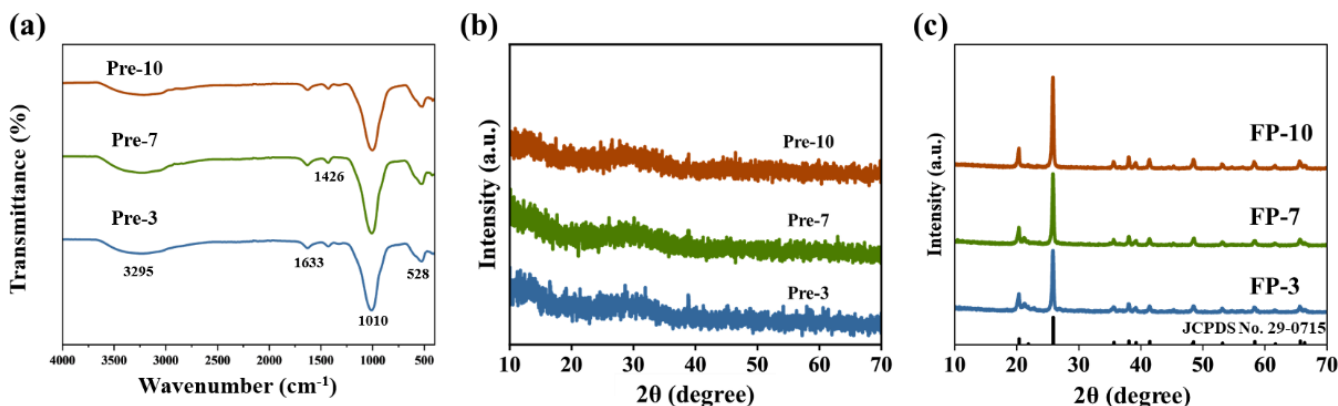 (a)
Transmittance (%)
Pre-10
Pre-7
1426
Pre-3
3295
1633
528
1010
4000 3500 3000 2500 2000 1500 1000 500
Wavenumber (cm⁻¹)
(b)
Intensity (a.u.)
Pre-10
Pre-7
Pre-3
10 20 30 40 50 60 70
2θ (degree)
(c)
Intensity (a.u.)
FP-10
FP-7
FP-3
JCPDS No. 29-0715
10 20 30 40 50 60 70
2θ (degree)